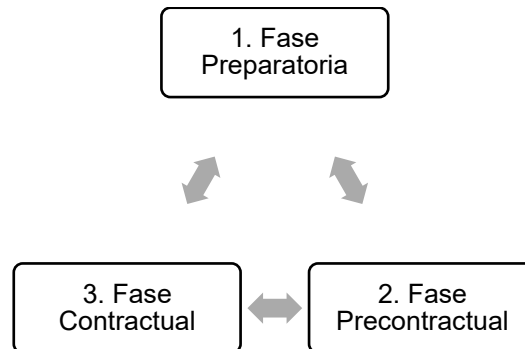 1. Fase
Preparatoria
3. Fase
Contractual
2. Fase
Precontractual